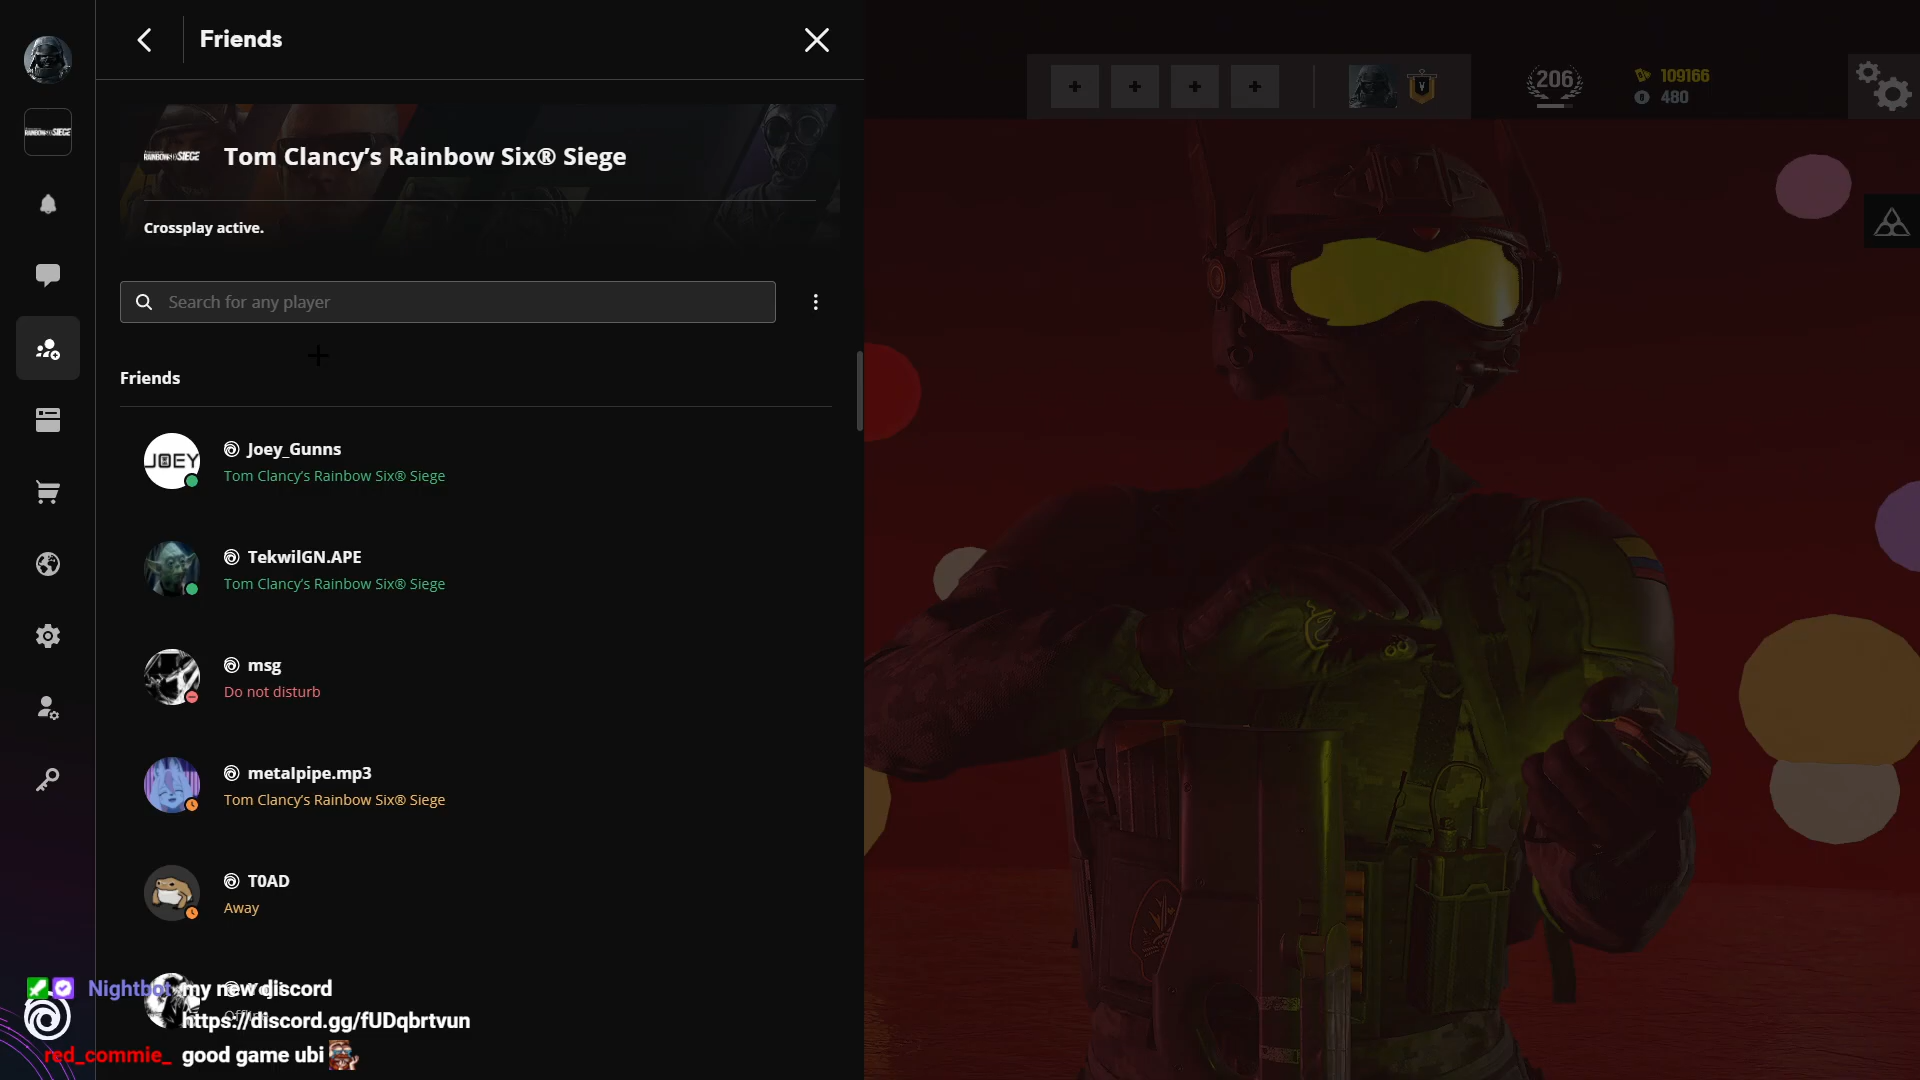 Friends
206
109166
480
Tom Clancy’s Rainbow Six® Siege
Crossplay active.
Search for any player
Friends
JOEY
Joey_Gunns
Tom Clancy’s Rainbow Six® Siege
TekwilGN.APE
Tom Clancy’s Rainbow Six® Siege
msg
Do not disturb
metalpipe.mp3
Tom Clancy’s Rainbow Six® Siege
T0AD
Away
Nightbot my new discord
https://discord.gg/fUDqbrtvun
red_commie_ good game ubi